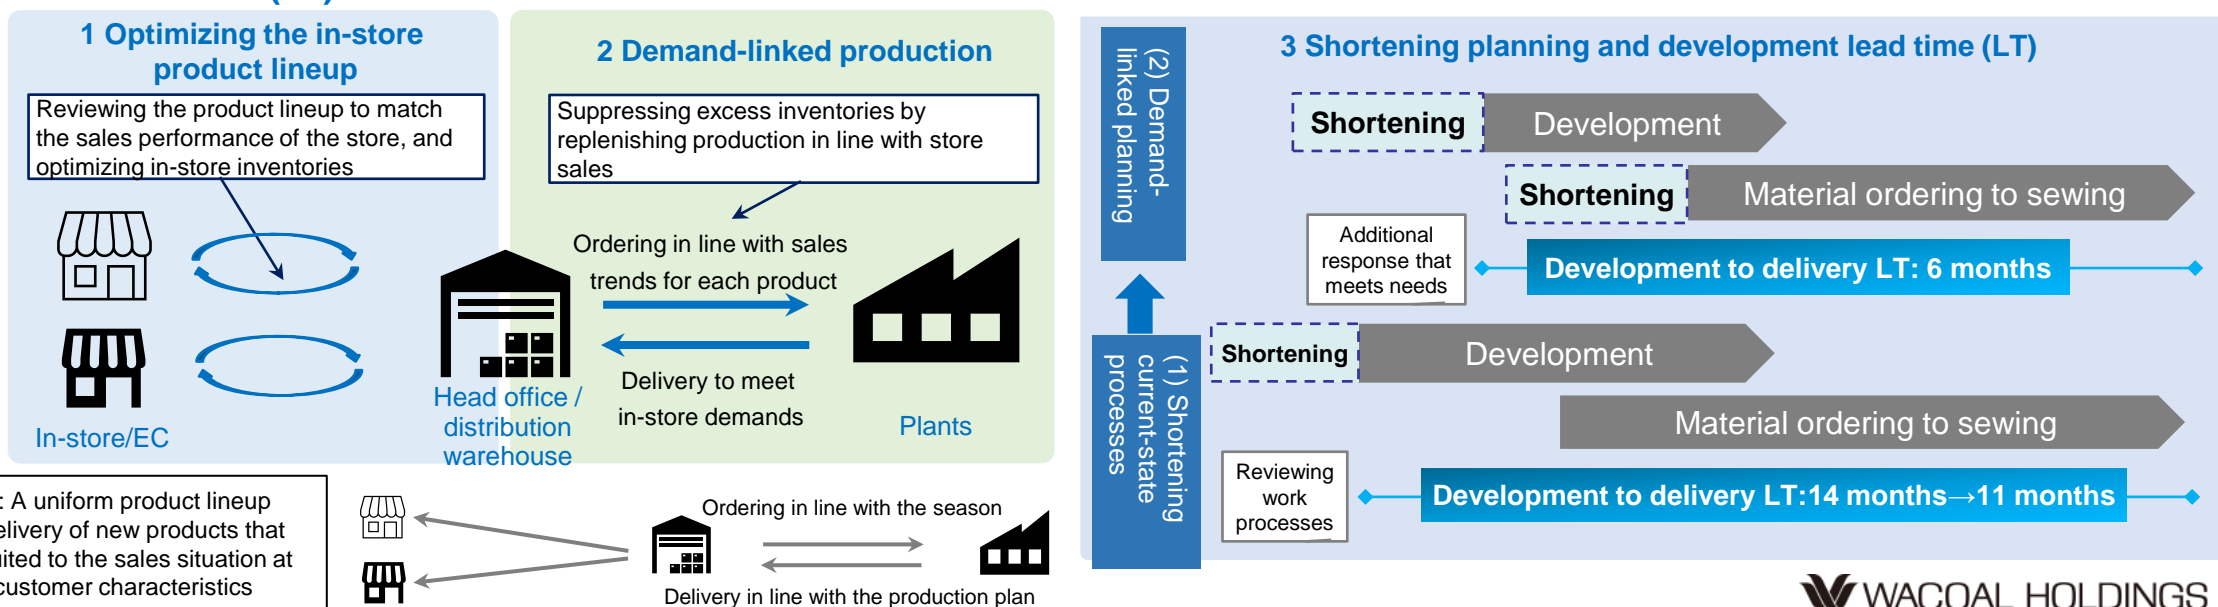 1 Optimizing the in-store
product lineup
Reviewing the product lineup to match
the sales performance of the store, and
optimizing in-store inventories
In-store/EC
Head office /
distribution
warehouse
2 Demand-linked production
Suppressing excess inventories by
replenishing production in line with store
sales
Ordering in line with sales
trends for each product
Delivery to meet
in-store demands
Plants
: A uniform product lineup
elivery of new products that
uited to the sales situation at
customer characteristics
Ordering in line with the season
Delivery in line with the production plan
3 Shortening planning and development lead time (LT)
(2) Demand-
linked planning
Shortening
Development
Shortening
Material ordering to sewing
Additional
response that
meets needs
Development to delivery LT: 6 months
(1) Shortening
current-state
processes
Shortening
Development
Material ordering to sewing
Reviewing
work
processes
Development to delivery LT:14 months→11 months
WACOAL HOLDINGS